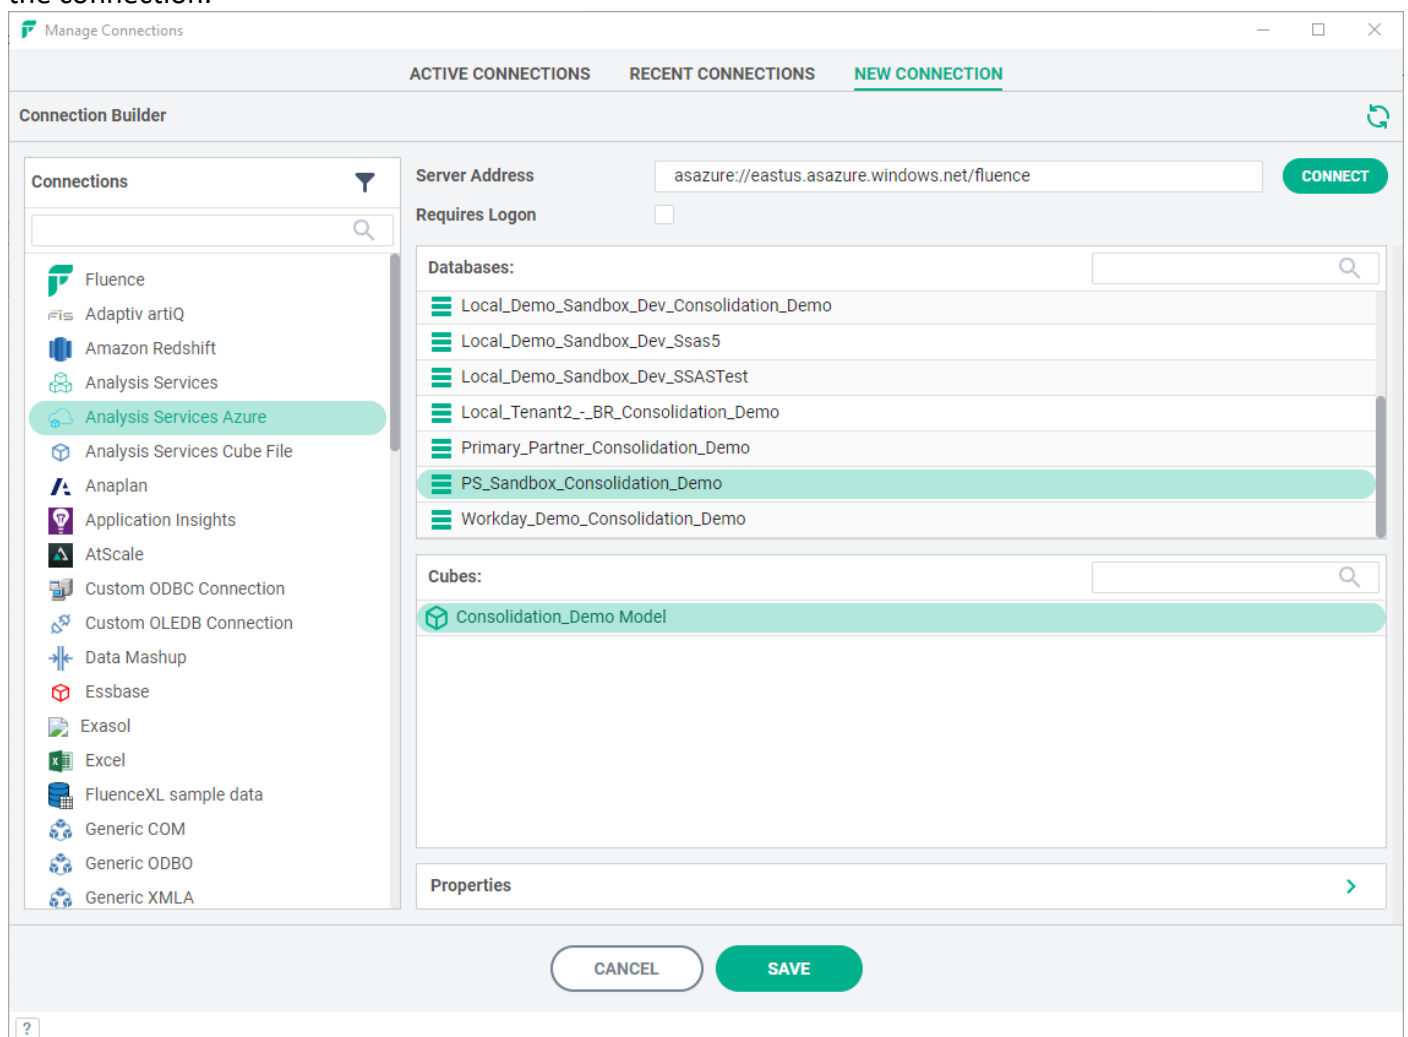 the connection.
Manage Connections
ACTIVE CONNECTIONS RECENT CONNECTIONS NEW CONNECTION
Connection Builder
Connections
Fluence
Adaptiv artiQ
Amazon Redshift
Analysis Services
Analysis Services Azure
Analysis Services Cube File
Anaplan
Application Insights
AtScale
Custom ODBC Connection
Custom OLEDB Connection
Data Mashup
Essbase
Exasol
Excel
FluenceXL sample data
Generic COM
Generic ODBO
Generic XMLA
Server Address asazure://eastus.asazure.windows.net/fluence CONNECT
Requires Logon
Databases:
Local_Demo_Sandbox_Dev_Consolidation_Demo
Local_Demo_Sandbox_Dev_Ssas5
Local_Demo_Sandbox_Dev_SSASTest
Local_Tenant2_-_BR_Consolidation_Demo
Primary_Partner_Consolidation_Demo
PS_Sandbox_Consolidation_Demo
Workday_Demo_Consolidation_Demo
Cubes:
Consolidation_Demo Model
Properties
CANCEL SAVE
?